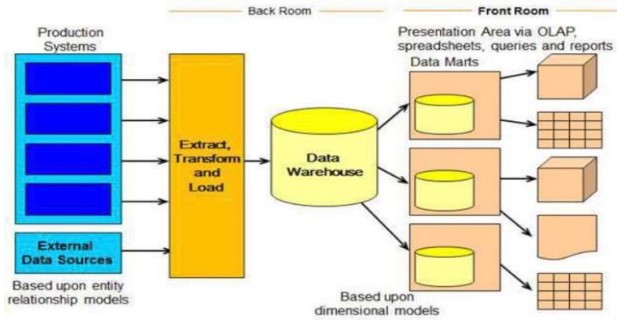 Back Room
Front Room
Production
Systems
Presentation Area via OLAP,
spreadsheets, queries and reports
Data Marts
Extract,
Transform
and
Load
Data
Warehouse
External
Data Sources
Based upon entity
relationship models
Based upon
dimensional models